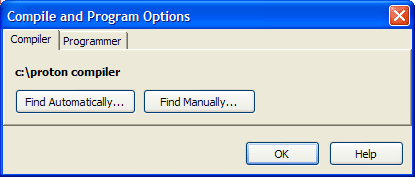 Compile and Program Options
Compiler Programmer
c:\proton compiler
Find Automatically... Find Manually...
OK Help